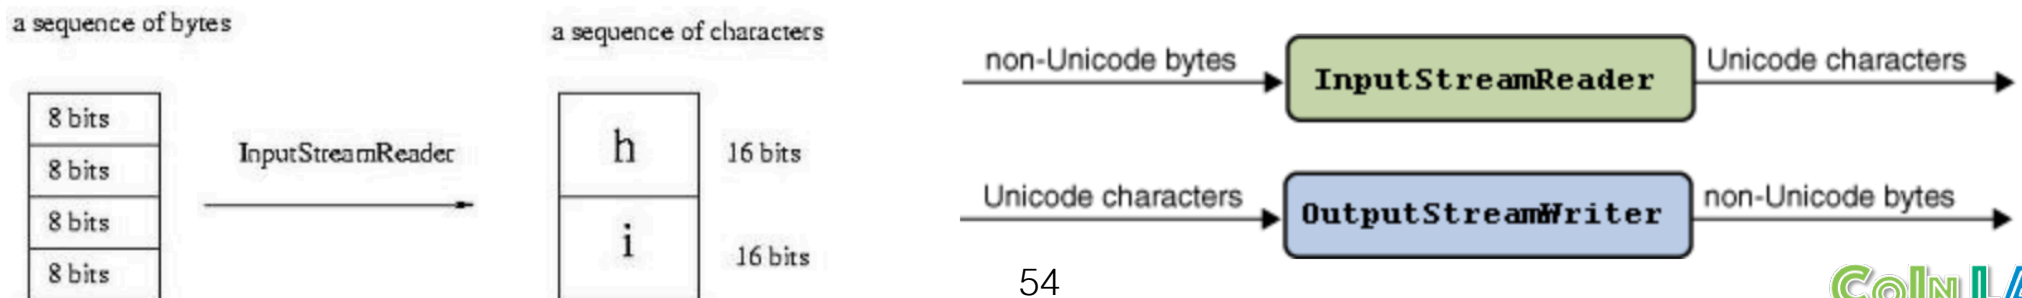 a sequence of bytes
8 bits
8 bits
8 bits
8 bits
InputStreamReader
a sequence of characters
h
16 bits
i
16 bits
non-Unicode bytes
InputStreamReader
Unicode characters
Unicode characters
OutputStreamWriter
non-Unicode bytes
54